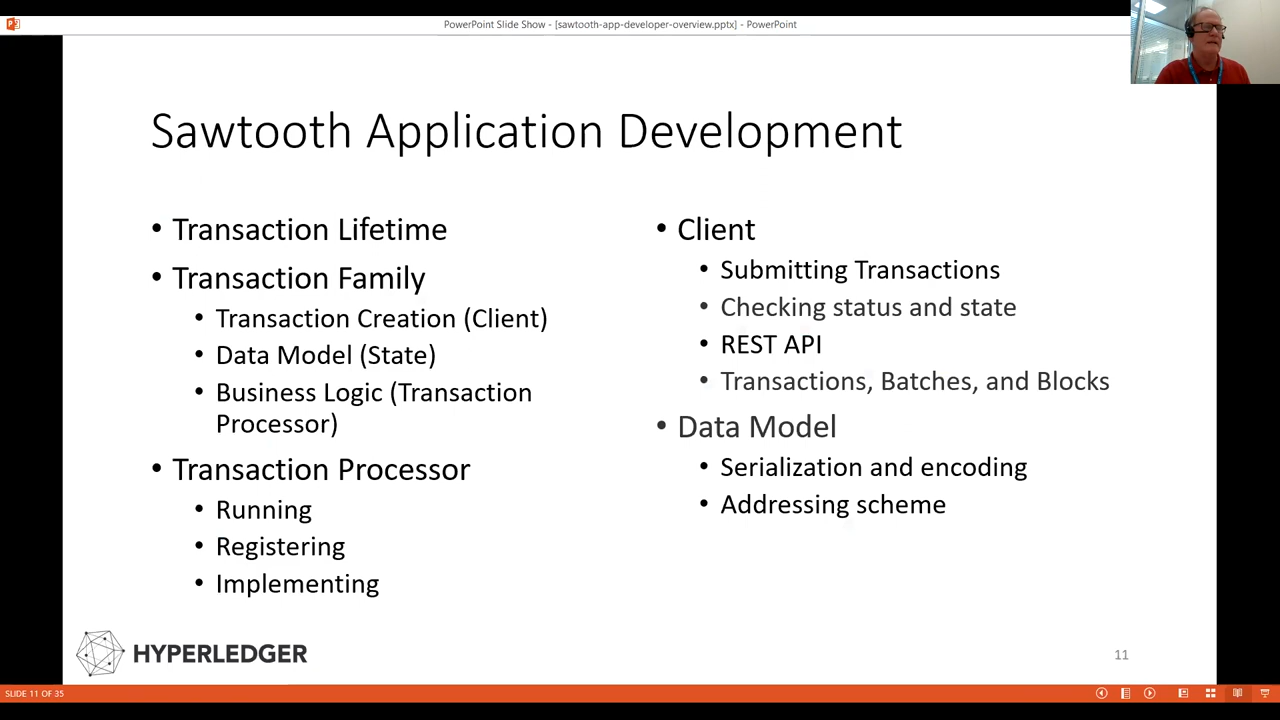 PowerPoint Slide Show - [sawtooth-app-developer-overview.pptx] - PowerPoint
Sawtooth Application Development
• Transaction Lifetime
• Transaction Family
• Transaction Creation (Client)
• Data Model (State)
• Business Logic (Transaction
Processor)
• Transaction Processor
• Running
• Registering
• Implementing
• Client
• Submitting Transactions
• Checking status and state
• REST API
• Transactions, Batches, and Blocks
• Data Model
• Serialization and encoding
• Addressing scheme
HYPERLEDGER
11
SLIDE 11 OF 35